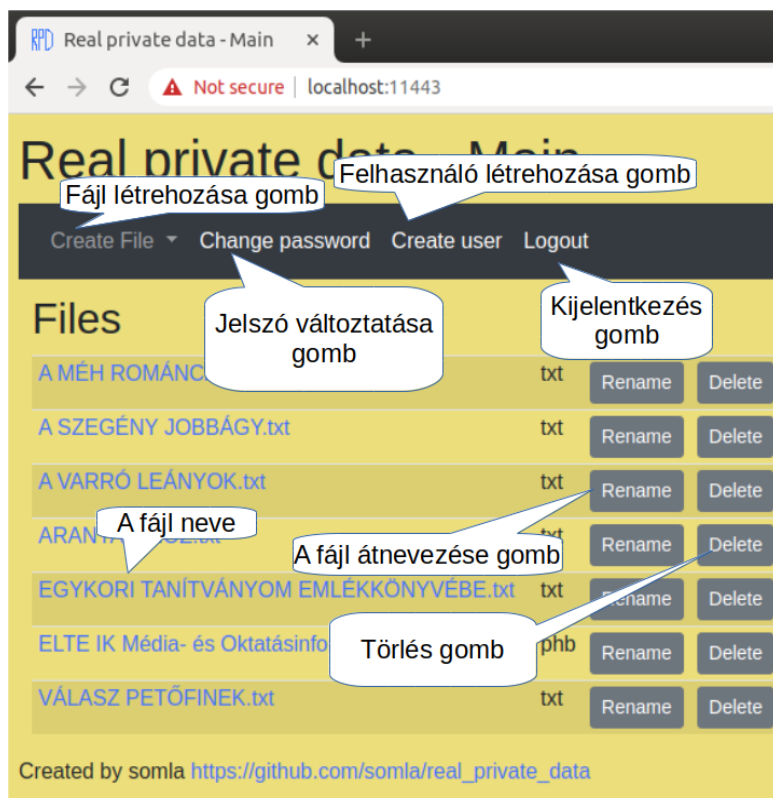 RPD Real private data - Main × +
Not secure | localhost:11443
Real private data - Main
Fájl létrehozása gomb
Felhasználó létrehozása gomb
Create File Change password Create user Logout
Jelszó változtatása
gomb
Kijelentkezés
gomb
Files
A MÉH ROMÁNC txt Rename Delete
A SZEGÉNY JOBBÁGY.txt txt Rename Delete
A VARRÓ LEÁNYOK.txt txt Rename Delete
A fájl neve
ARANY txt Rename Delete
A fájl átnevezése gomb
EGYKORI TANÍTVÁNYOM EMLÉKKÖNYVÉBE.txt txt Rename Delete
ELTE IK Média- és Oktatásinfo phb Rename Delete
Törlés gomb
VÁLASZ PETŐFINEK.txt txt Rename Delete
Created by somla https://github.com/somla/real_private_data